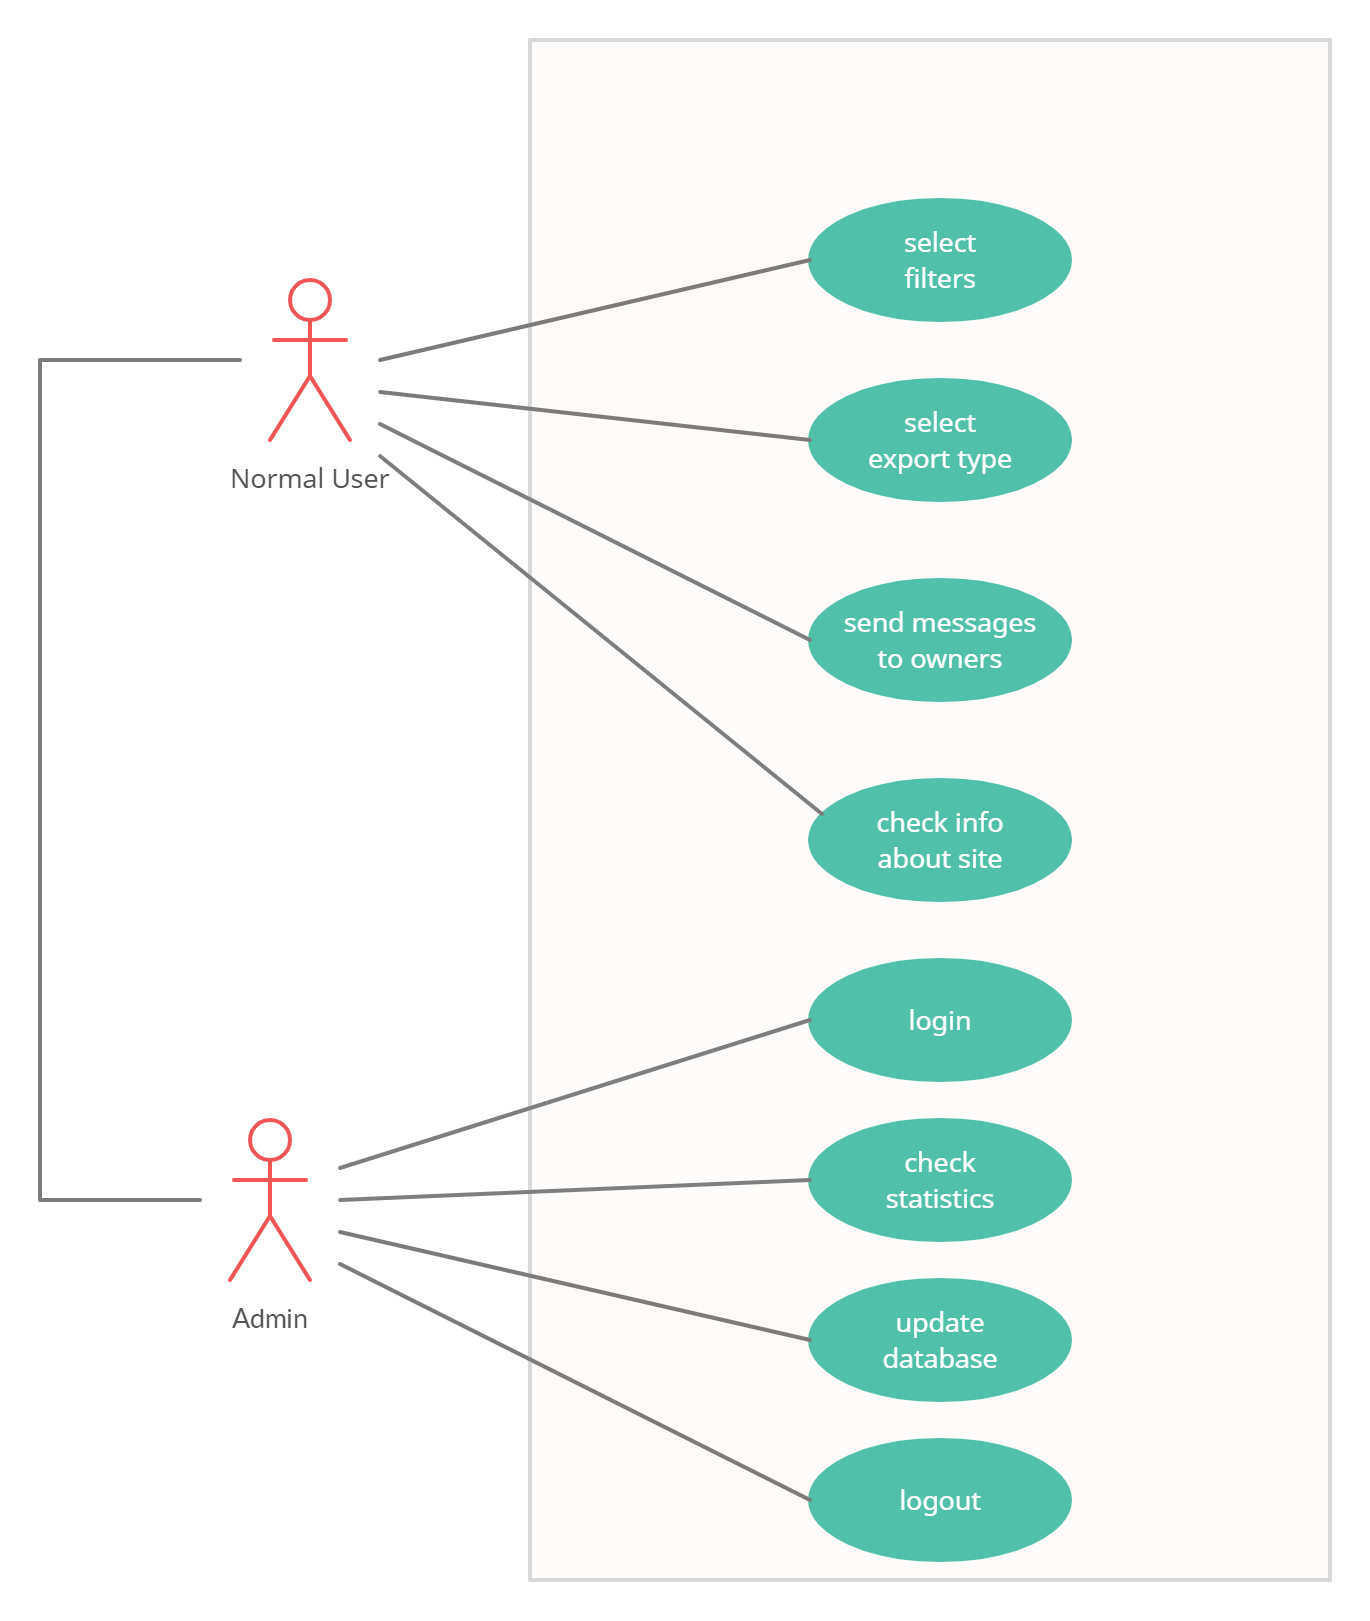 select
filters
select
export type
Normal User
send messages
to owners
check info
about site
login
check
statistics
Admin
update
database
logout